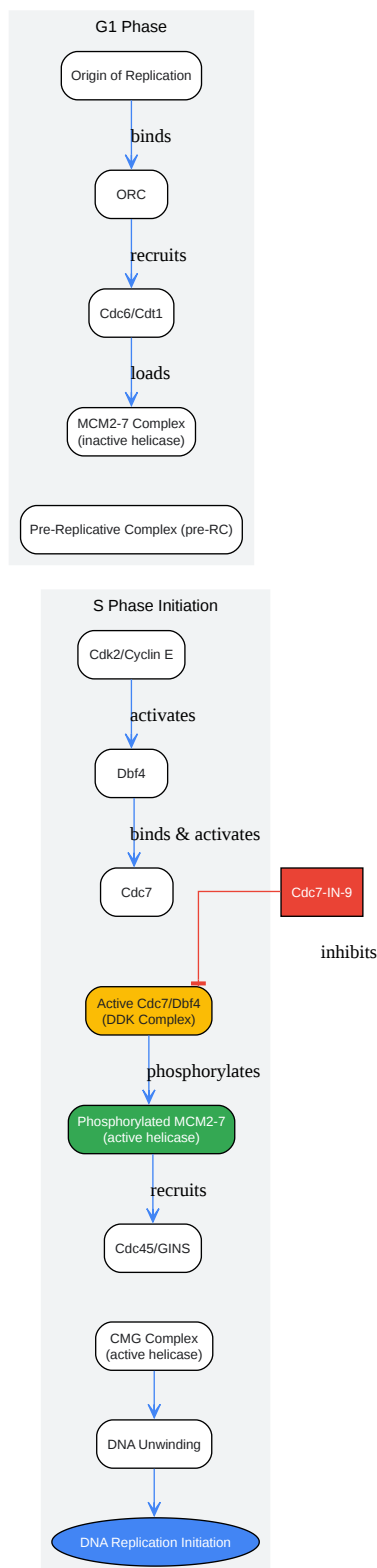 G1 Phase
Origin of Replication
binds
ORC
recruits
Cdc6/Cdt1
loads
MCM2-7 Complex
(inactive helicase)
Pre-Replicative Complex (pre-RC)
S Phase Initiation
Cdk2/Cyclin E
activates
Dbf4
binds & activates
Cdc7
Cdc7-IN-9
inhibits
Active Cdc7/Dbf4
(DDK Complex)
phosphorylates
Phosphorylated MCM2-7
(active helicase)
recruits
Cdc45/GINS
CMG Complex
(active helicase)
DNA Unwinding
DNA Replication Initiation